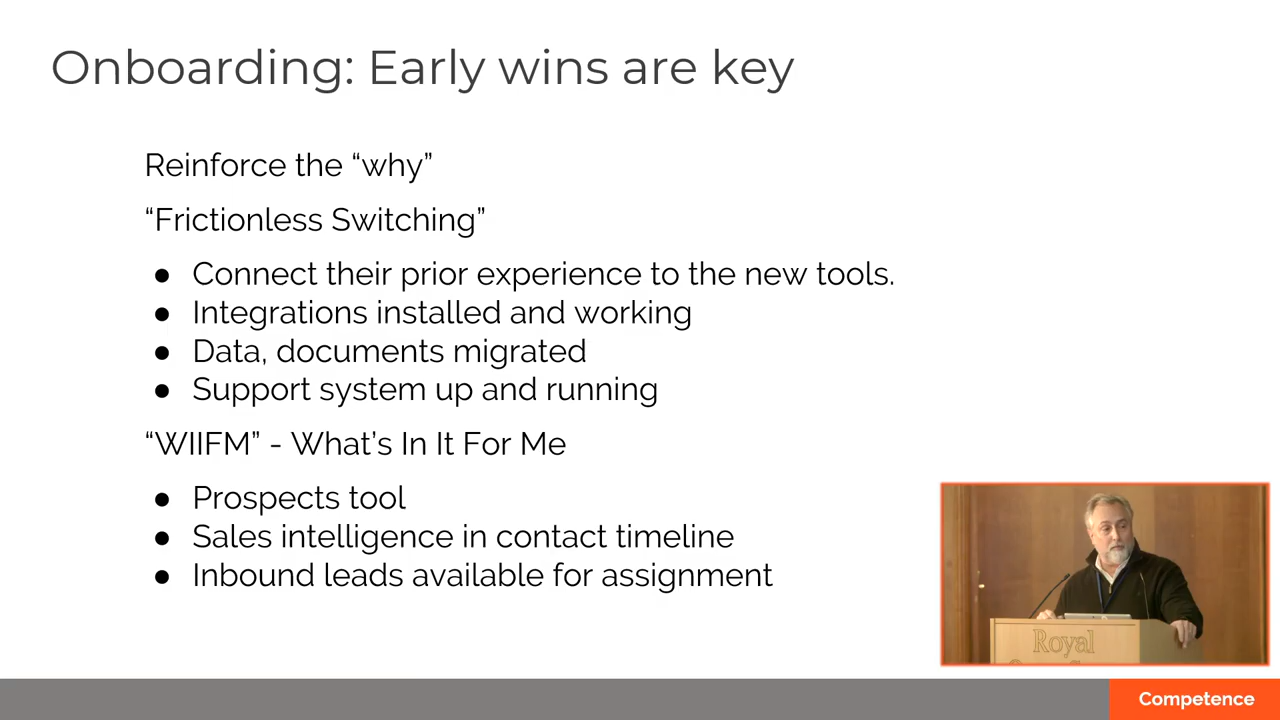 Onboarding: Early wins are key
Reinforce the “why”
“Frictionless Switching”
● Connect their prior experience to the new tools.
● Integrations installed and working
● Data, documents migrated
● Support system up and running
“WIIFM” - What’s In It For Me
● Prospects tool
● Sales intelligence in contact timeline
● Inbound leads available for assignment
Royal
Competence